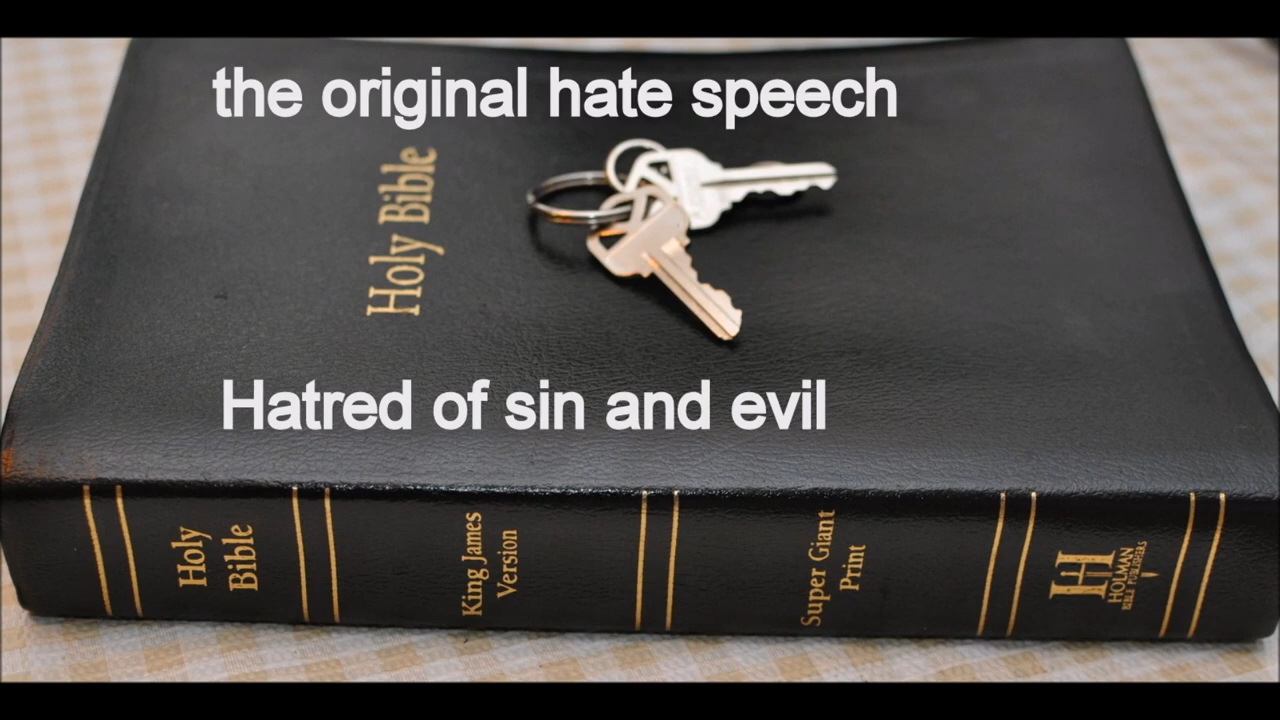 the original hate speech
Holy Bible
Hatred of sin and evil
Holy
Bible
King James
Version
Super Giant
Print
H
HOLMAN
BIBLE PUBLISHERS